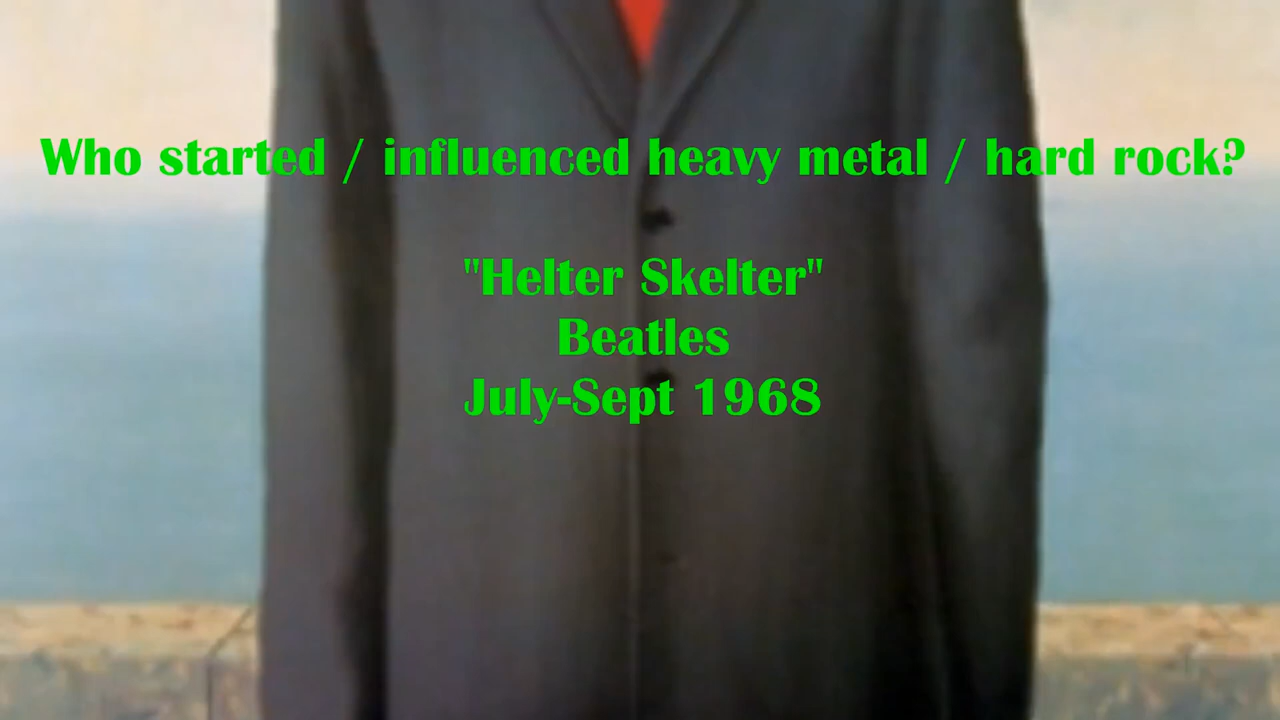 Who started / influenced heavy metal / hard rock?
"Helter Skelter"
Beatles
July-Sept 1968